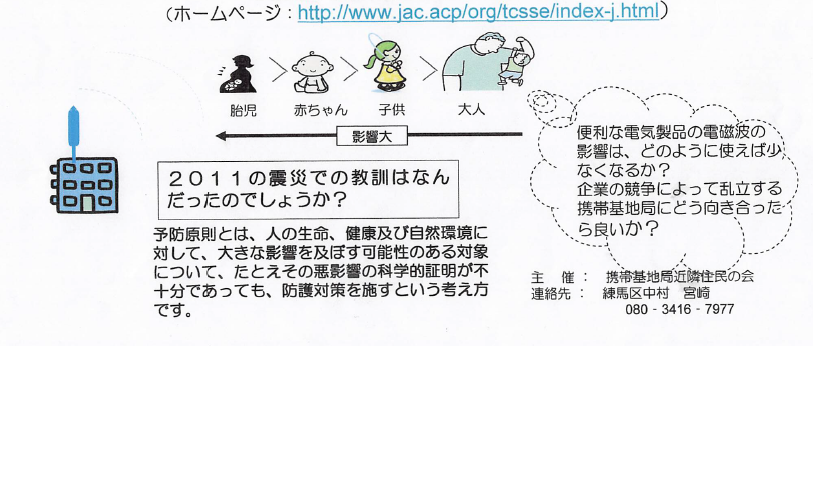 （ホームページ：http://www.jac.acp/org/tcsse/index-j.html）
胎児 赤ちゃん 子供 大人
影響大
２０１１の震災での教訓はなん
だったのでしょうか？
予防原則とは、人の生命、健康及び自然環境に
対して、大きな影響を及ぼす可能性のある対象
について、たとえその悪影響の科学的証明が不
十分であっても、防護対策を施すという考え方
です。
便利な電気製品の電磁波の
影響は、どのように使えば少
なくなるか？
企業の競争によって乱立する
携帯基地局にどう向き合った
ら良いか？
主　催： 携帯基地局近隣住民の会
連絡先： 練馬区中村　宮崎
080 - 3416 - 7977